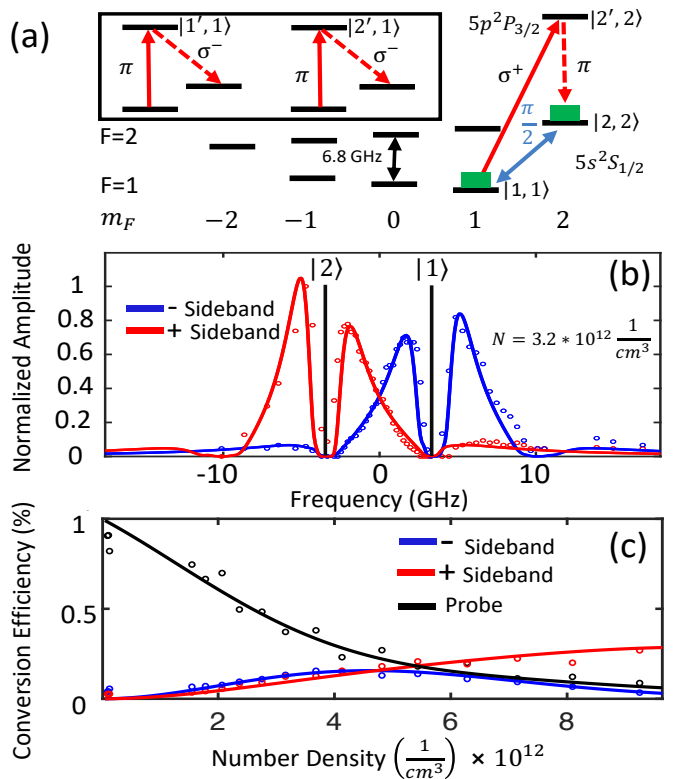 (a)
|1′, 1⟩
π
σ⁻
|1′, 1⟩
π
σ⁻
5p²P₃/₂
|2′, 2⟩
σ⁺
π
π/2
|2, 2⟩
5s²S₁/₂
|1, 1⟩
F=2
6.8 GHz
F=1
m_F −2 −1 0 1 2
(b)
|2⟩ |1⟩
- Sideband
+ Sideband
N = 3.2 * 10¹² 1/cm³
Normalized Amplitude
1
0.8
0.6
0.4
0.2
0
-10 0 10
Frequency (GHz)
(c)
- Sideband
+ Sideband
Probe
Conversion Efficiency (%)
1
0.5
0
2 4 6 8
Number Density (1/cm³) × 10¹²